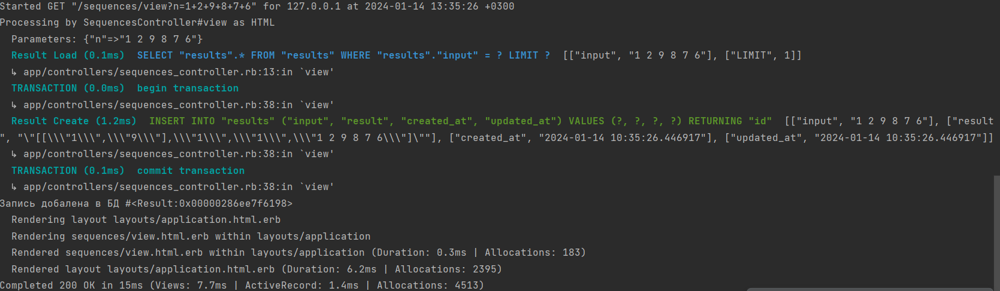 Started GET "/sequences/view?n=1+2+9+8+7+6" for 127.0.0.1 at 2024-01-14 13:35:26 +0300
Processing by SequencesController#view as HTML
  Parameters: {"n"=>"1 2 9 8 7 6"}
  Result Load (0.1ms)  SELECT "results".* FROM "results" WHERE "results"."input" = ? LIMIT ?  [["input", "1 2 9 8 7 6"], ["LIMIT", 1]]
  ↳ app/controllers/sequences_controller.rb:13:in `view'
  TRANSACTION (0.0ms)  begin transaction
  ↳ app/controllers/sequences_controller.rb:38:in `view'
  Result Create (1.2ms)  INSERT INTO "results" ("input", "result", "created_at", "updated_at") VALUES (?, ?, ?, ?) RETURNING "id"  [["input", "1 2 9 8 7 6"], ["result
", "\"[[\\\"1\\\",\\\"9\\\"],\\\"1\\\",\\\"1\\\",\\\"1 2 9 8 7 6\\\"]\""], ["created_at", "2024-01-14 10:35:26.446917"], ["updated_at", "2024-01-14 10:35:26.446917"]]
  ↳ app/controllers/sequences_controller.rb:38:in `view'
  TRANSACTION (0.1ms)  commit transaction
  ↳ app/controllers/sequences_controller.rb:38:in `view'
Запись добалена в БД #<Result:0x00000286ee7f6198>
  Rendering layout layouts/application.html.erb
  Rendering sequences/view.html.erb within layouts/application
  Rendered sequences/view.html.erb within layouts/application (Duration: 0.3ms | Allocations: 183)
  Rendered layout layouts/application.html.erb (Duration: 6.2ms | Allocations: 2395)
Completed 200 OK in 15ms (Views: 7.7ms | ActiveRecord: 1.4ms | Allocations: 4513)